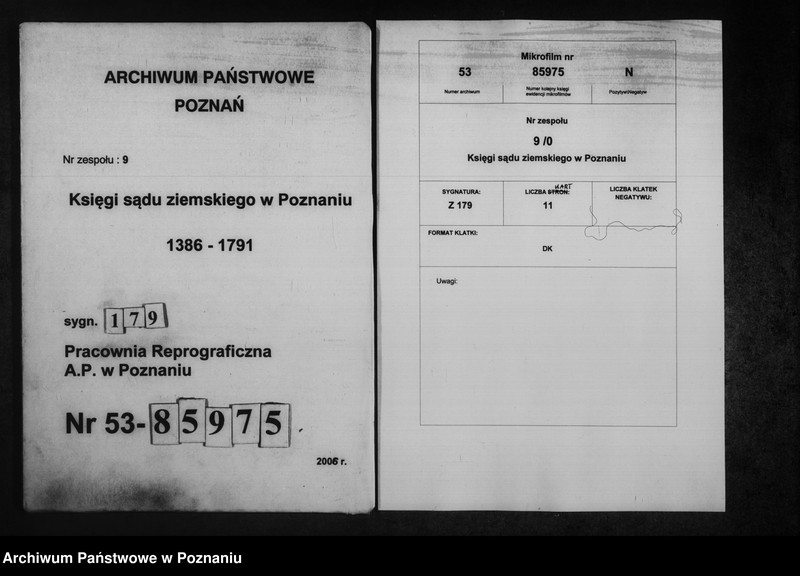 ARCHIWUM PAŃSTWOWE
POZNAŃ
Nr zespołu : 9
Księgi sądu ziemskiego w Poznaniu
1386 - 1791
sygn. 179
Pracownia Reprograficzna
A.P. w Poznaniu
Nr 53-85975
2006 r.
Mikrofilm nr
53 85975 N
Numer archiwum
Numer kolejny księgi
ewidencji mikrofilmów
Pozytyw/Negatyw
Nr zespołu
9 /0
Księgi sądu ziemskiego w Poznaniu
SYGNATURA:
Z 179
KART
LICZBA STRON:
11
LICZBA KLATEK
NEGATYWU:
FORMAT KLATKI:
DK
Uwagi:
Archiwum Państwowe w Poznaniu